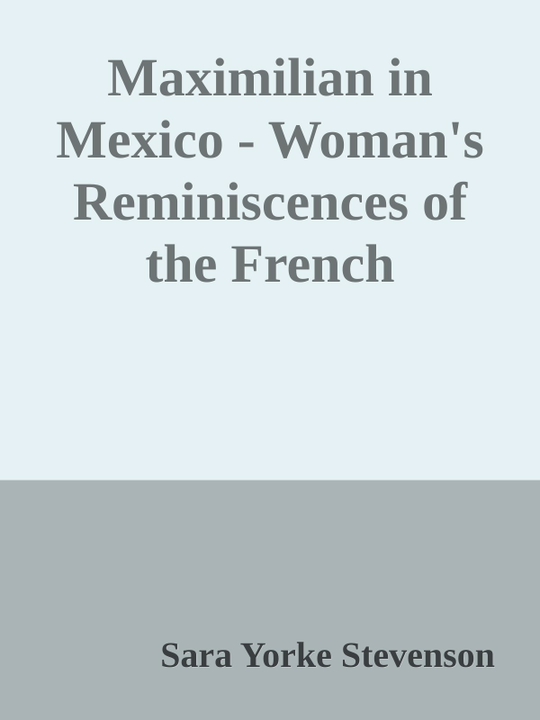 Maximilian in
Mexico - Woman's
Reminiscences of
the French
Sara Yorke Stevenson